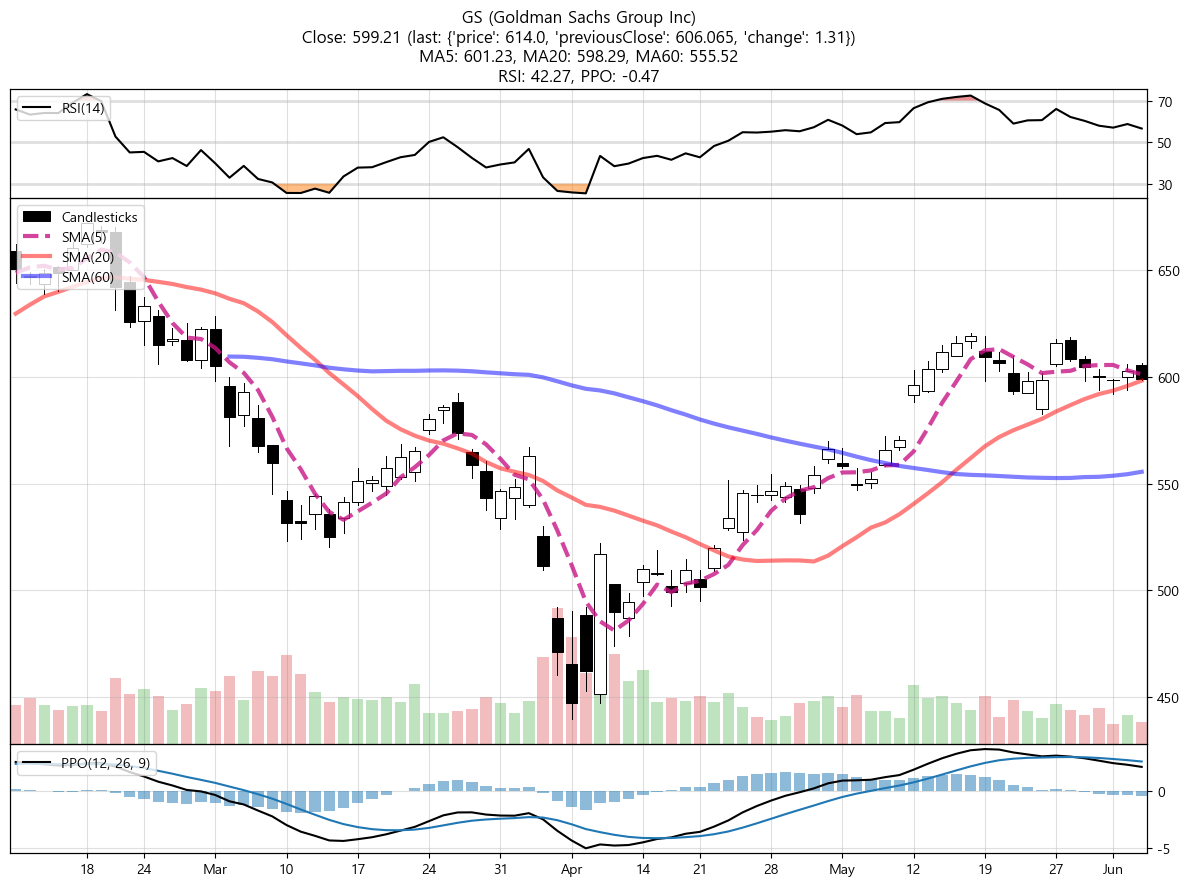 GS (Goldman Sachs Group Inc)
Close: 599.21 (last: {'price': 614.0, 'previousClose': 606.065, 'change': 1.31})
MA5: 601.23, MA20: 598.29, MA60: 555.52
RSI: 42.27, PPO: -0.47
RSI(14)
70
50
30
Candlesticks
SMA(5)
SMA(20)
SMA(60)
650
600
550
500
450
PPO(12, 26, 9)
0
-5
18 24 Mar 10 17 24 31 Apr 14 21 28 May 12 19 27 Jun